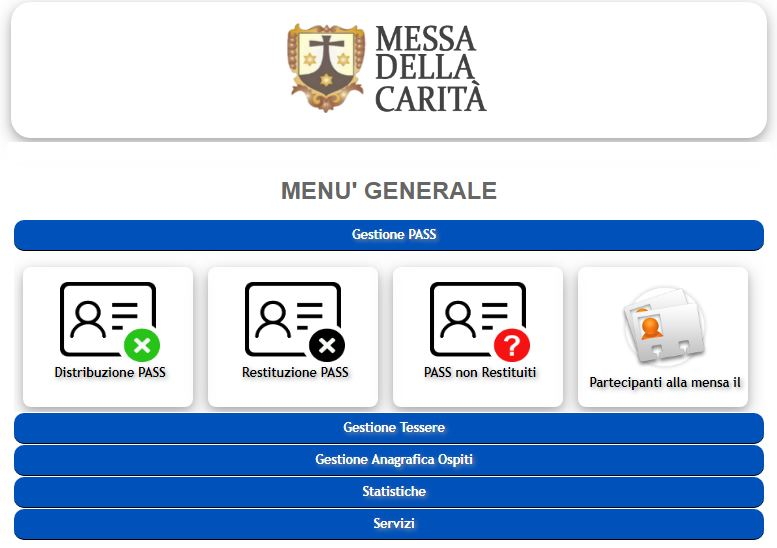 MESSA
DELLA
CARITÀ
MENU' GENERALE
Gestione PASS
Distribuzione PASS
Restituzione PASS
PASS non Restituiti
Partecipanti alla mensa il
Gestione Tessere
Gestione Anagrafica Ospiti
Statistiche
Servizi